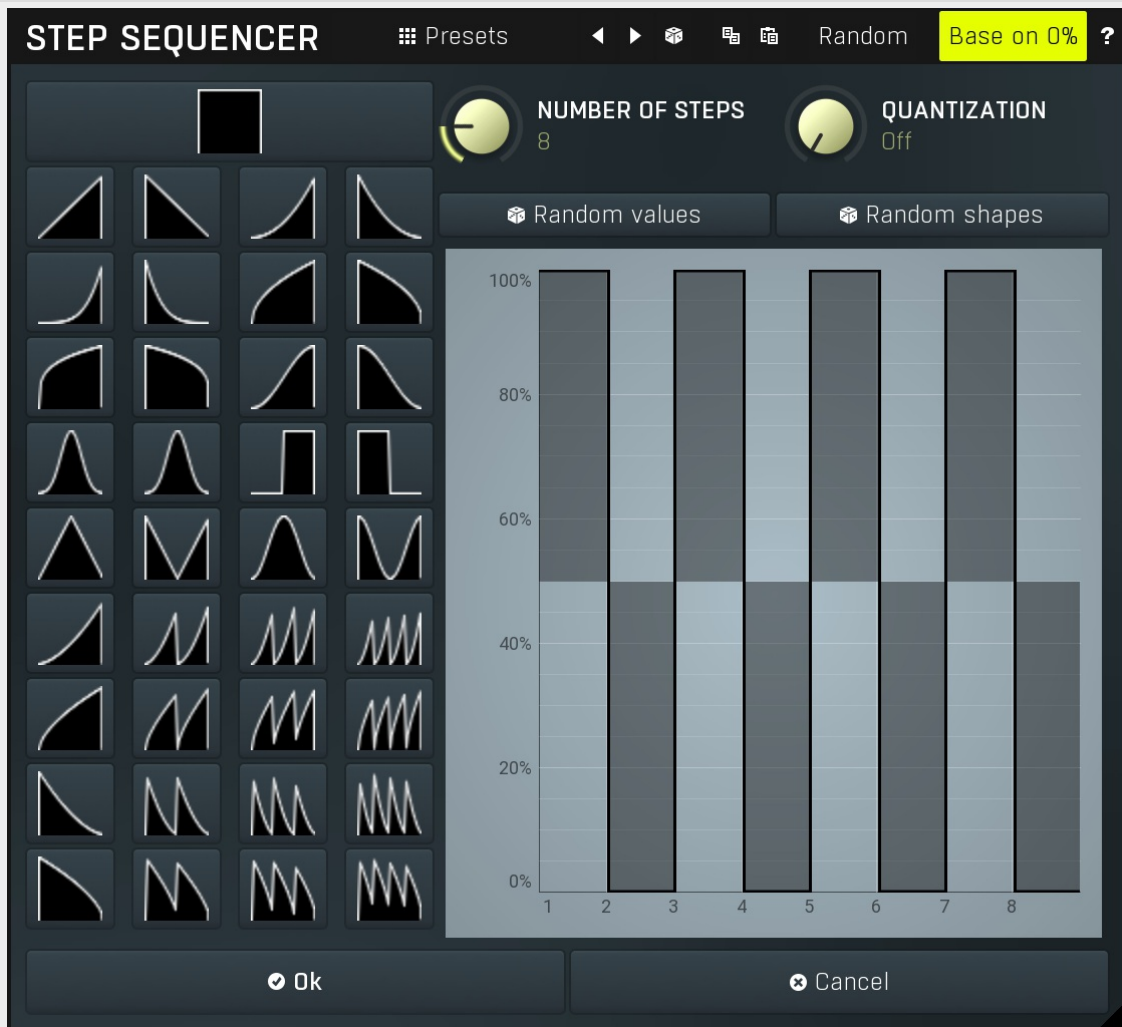 STEP SEQUENCER Presets Random Base on 0% ?
NUMBER OF STEPS
8
QUANTIZATION
Off
Random values
Random shapes
100%
80%
60%
40%
20%
0%
1 2 3 4 5 6 7 8
Ok
Cancel